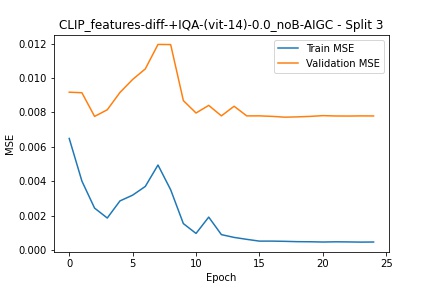 CLIP_features-diff-+IQA-(vit-14)-0.0_noB-AIGC - Split 3
Train MSE
Validation MSE
0.012
0.010
0.008
0.006
0.004
0.002
0.000
MSE
0 5 10 15 20 25
Epoch